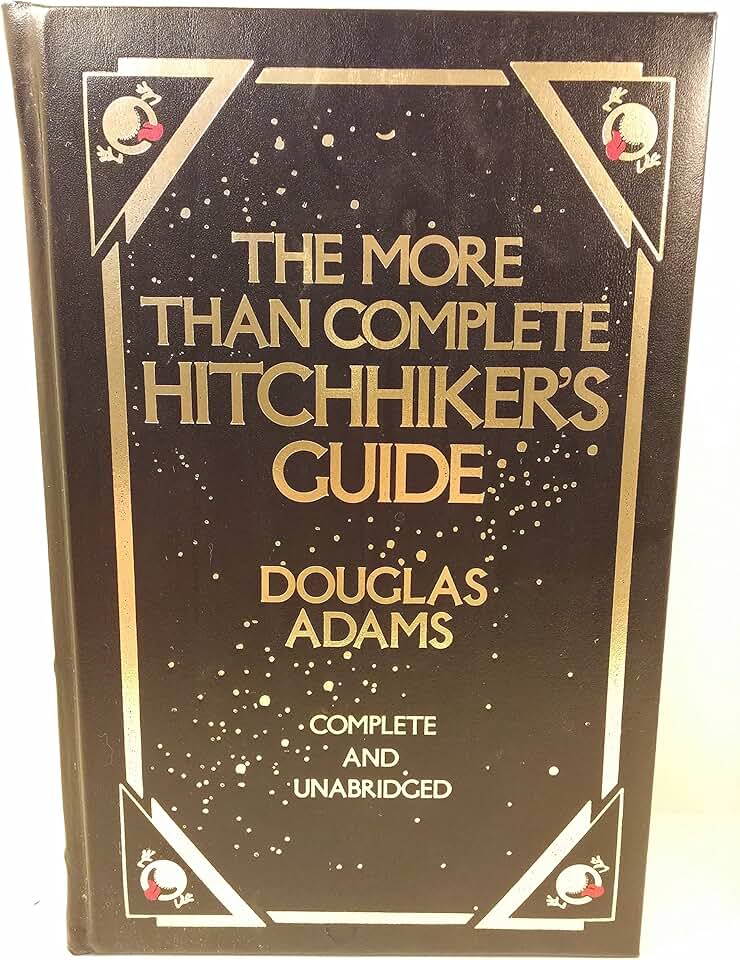 THE MORE
THAN COMPLETE
HITCHHIKER'S
GUIDE
DOUGLAS
ADAMS
COMPLETE
AND
UNABRIDGED